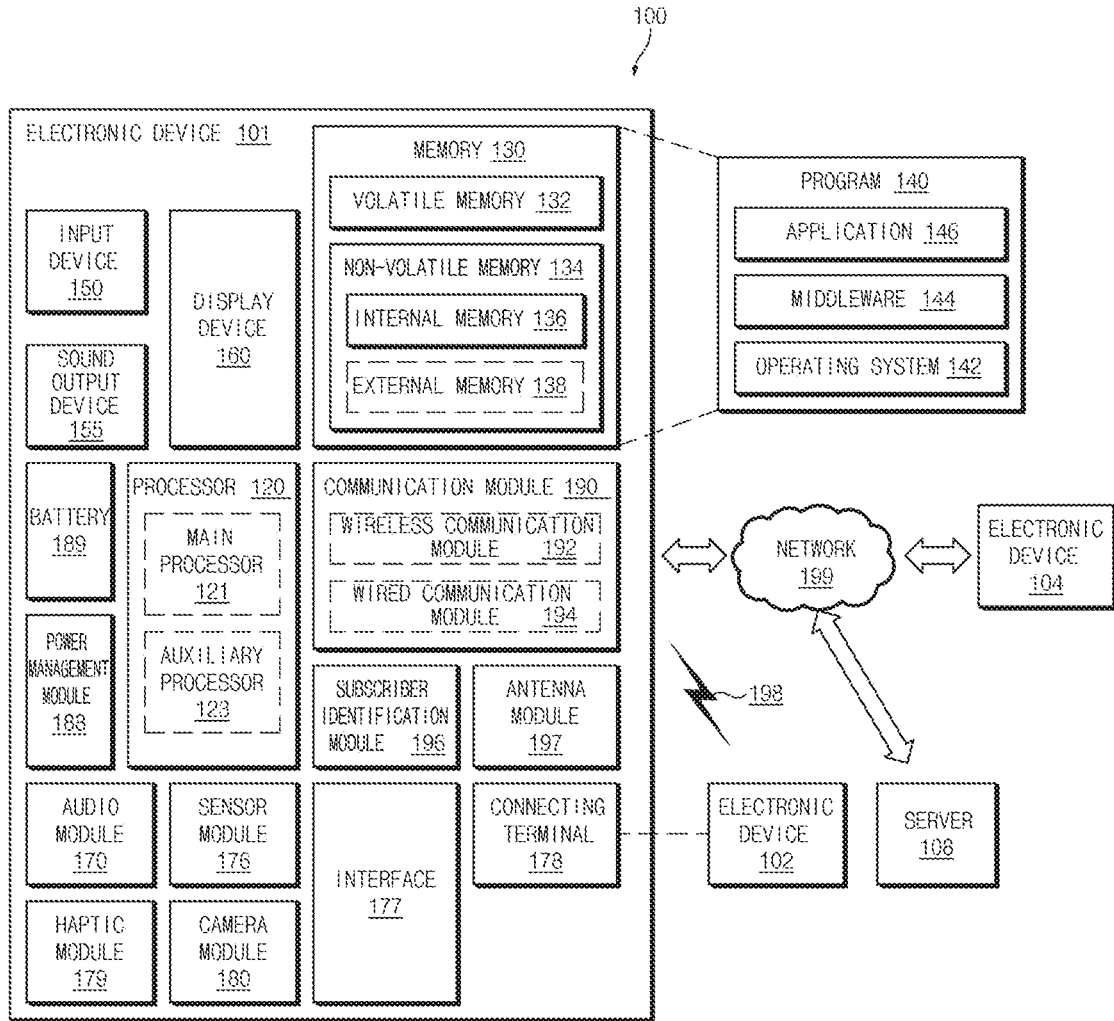 100
ELECTRONIC DEVICE 101
MEMORY 130
VOLATILE MEMORY 132
NON-VOLATILE MEMORY 134
INTERNAL MEMORY 136
EXTERNAL MEMORY 138
PROGRAM 140
APPLICATION 146
MIDDLEWARE 144
OPERATING SYSTEM 142
INPUT
DEVICE
150
DISPLAY
DEVICE
160
SOUND
OUTPUT
DEVICE
155
BATTERY
189
PROCESSOR 120
MAIN
PROCESSOR
121
AUXILIARY
PROCESSOR
123
COMMUNICATION MODULE 190
WIRELESS COMMUNICATION
MODULE 192
WIRED COMMUNICATION
MODULE 194
NETWORK
199
ELECTRONIC
DEVICE
104
POWER
MANAGEMENT
MODULE
188
SUBSCRIBER
IDENTIFICATION
MODULE 196
ANTENNA
MODULE
197
198
AUDIO
MODULE
170
SENSOR
MODULE
176
INTERFACE
177
CONNECTING
TERMINAL
178
ELECTRONIC
DEVICE
102
SERVER
108
HAPTIC
MODULE
179
CAMERA
MODULE
180